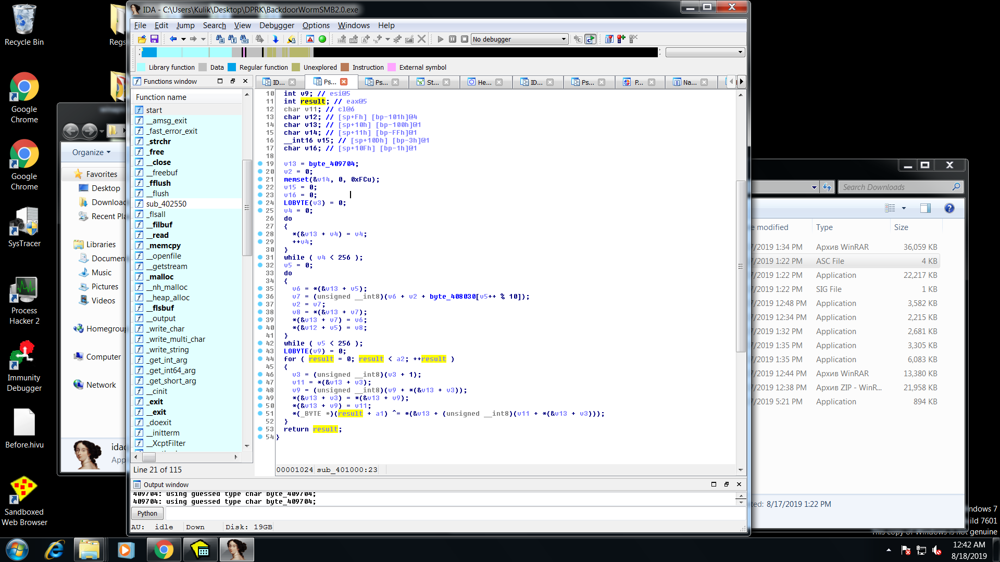 Recycle Bin
Google
Chrome
Google
Chrome
SysTracer
Process
Hacker 2
Immunity
Debugger
Before.hivu
Sandboxed
Web Browser
Regs
Organize
Favorites
Desktop
Downloa
Recent Pla
Libraries
Documen
Music
Pictures
Videos
Homegrou
Computer
Network
idac
App
IDA - C:\Users\Kulik\Desktop\DPRK\BackdoorWormSMB2.0.exe
File Edit Jump Search View Debugger Options Windows Help
No debugger
Library function Data Regular function Unexplored Instruction External symbol
Functions window
ID... Ps... Ps... St... He... ID... Ps... P... Na...
Function name
start
__amsg_exit
_fast_error_exit
_strchr
_free
__close
__freebuf
_fflush
__flush
sub_402550
_flsall
__filbuf
__read
_memcpy
__openfile
__getstream
_malloc
__nh_malloc
__heap_alloc
__flsbuf
__output
_write_char
_write_multi_char
_write_string
_get_int_arg
_get_int64_arg
_get_short_arg
__cinit
_exit
__exit
_doexit
__initterm
__XcptFilter
Line 21 of 115
10 int v9; // esi@5
11 int result; // eax@5
12 char v11; // cl@6
13 char v12; // [sp+Fh] [bp-101h]@4
14 char v13; // [sp+10h] [bp-100h]@1
15 char v14; // [sp+11h] [bp-FFh]@1
16 __int16 v15; // [sp+10Dh] [bp-3h]@1
17 char v16; // [sp+10Fh] [bp-1h]@1
18
19 v13 = byte_409704;
20 v2 = 0;
21 memset(&v14, 0, 0xFCu);
22 v15 = 0;
23 v16 = 0;
24 LOBYTE(v3) = 0;
25 v4 = 0;
26 do
27 {
28 *(&v13 + v4) = v4;
29 ++v4;
30 }
31 while ( v4 < 256 );
32 v5 = 0;
33 do
34 {
35 v6 = *(&v13 + v5);
36 v7 = (unsigned __int8)(v6 + v2 + byte_408030[v5++ % 10]);
37 v2 = v7;
38 v8 = *(&v13 + v7);
39 *(&v13 + v7) = v6;
40 *(&v12 + v5) = v8;
41 }
42 while ( v5 < 256 );
43 LOBYTE(v9) = 0;
44 for ( result = 0; result < a2; ++result )
45 {
46 v3 = (unsigned __int8)(v3 + 1);
47 v11 = *(&v13 + v3);
48 v9 = (unsigned __int8)(v9 + *(&v13 + v3));
49 *(&v13 + v3) = *(&v13 + v9);
50 *(&v13 + v9) = v11;
51 *(_BYTE *)(result + a1) ^= *(&v13 + (unsigned __int8)(v11 + *(&v13 + v3)));
52 }
53 return result;
54 }
00001024 sub_401000:23
Output window
409704: using guessed type char byte_409704;
409704: using guessed type char byte_409704;
Python
AU: idle Down Disk: 19GB
Search Downloads
e modified Type Size
7/2019 1:34 PM Архив WinRAR 36,059 KB
7/2019 1:22 PM ASC File 4 KB
7/2019 1:22 PM Application 22,217 KB
7/2019 1:22 PM SIG File 1 KB
7/2019 12:48 PM Application 3,582 KB
7/2019 12:34 PM Application 2,215 KB
7/2019 1:32 PM Application 2,681 KB
7/2019 1:35 PM Application 3,305 KB
7/2019 1:35 PM Application 6,083 KB
7/2019 12:44 PM Архив WinRAR 13,380 KB
7/2019 12:38 PM Архив ZIP - WinR... 21,958 KB
7/2019 5:21 PM Application 894 KB
ted: 8/17/2019 1:22 PM
ndows 7
ild 7601
This copy of Windows is not genuine
12:42 AM
8/18/2019